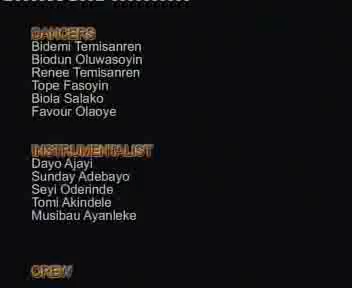 DANCERS
Bidemi Temisanren
Biodun Oluwasoyin
Renee Temisanren
Tope Fasoyin
Biola Salako
Favour Olaoye
INSTRUMENTALIST
Dayo Ajayi
Sunday Adebayo
Seyi Oderinde
Tomi Akindele
Musibau Ayanleke
CREW